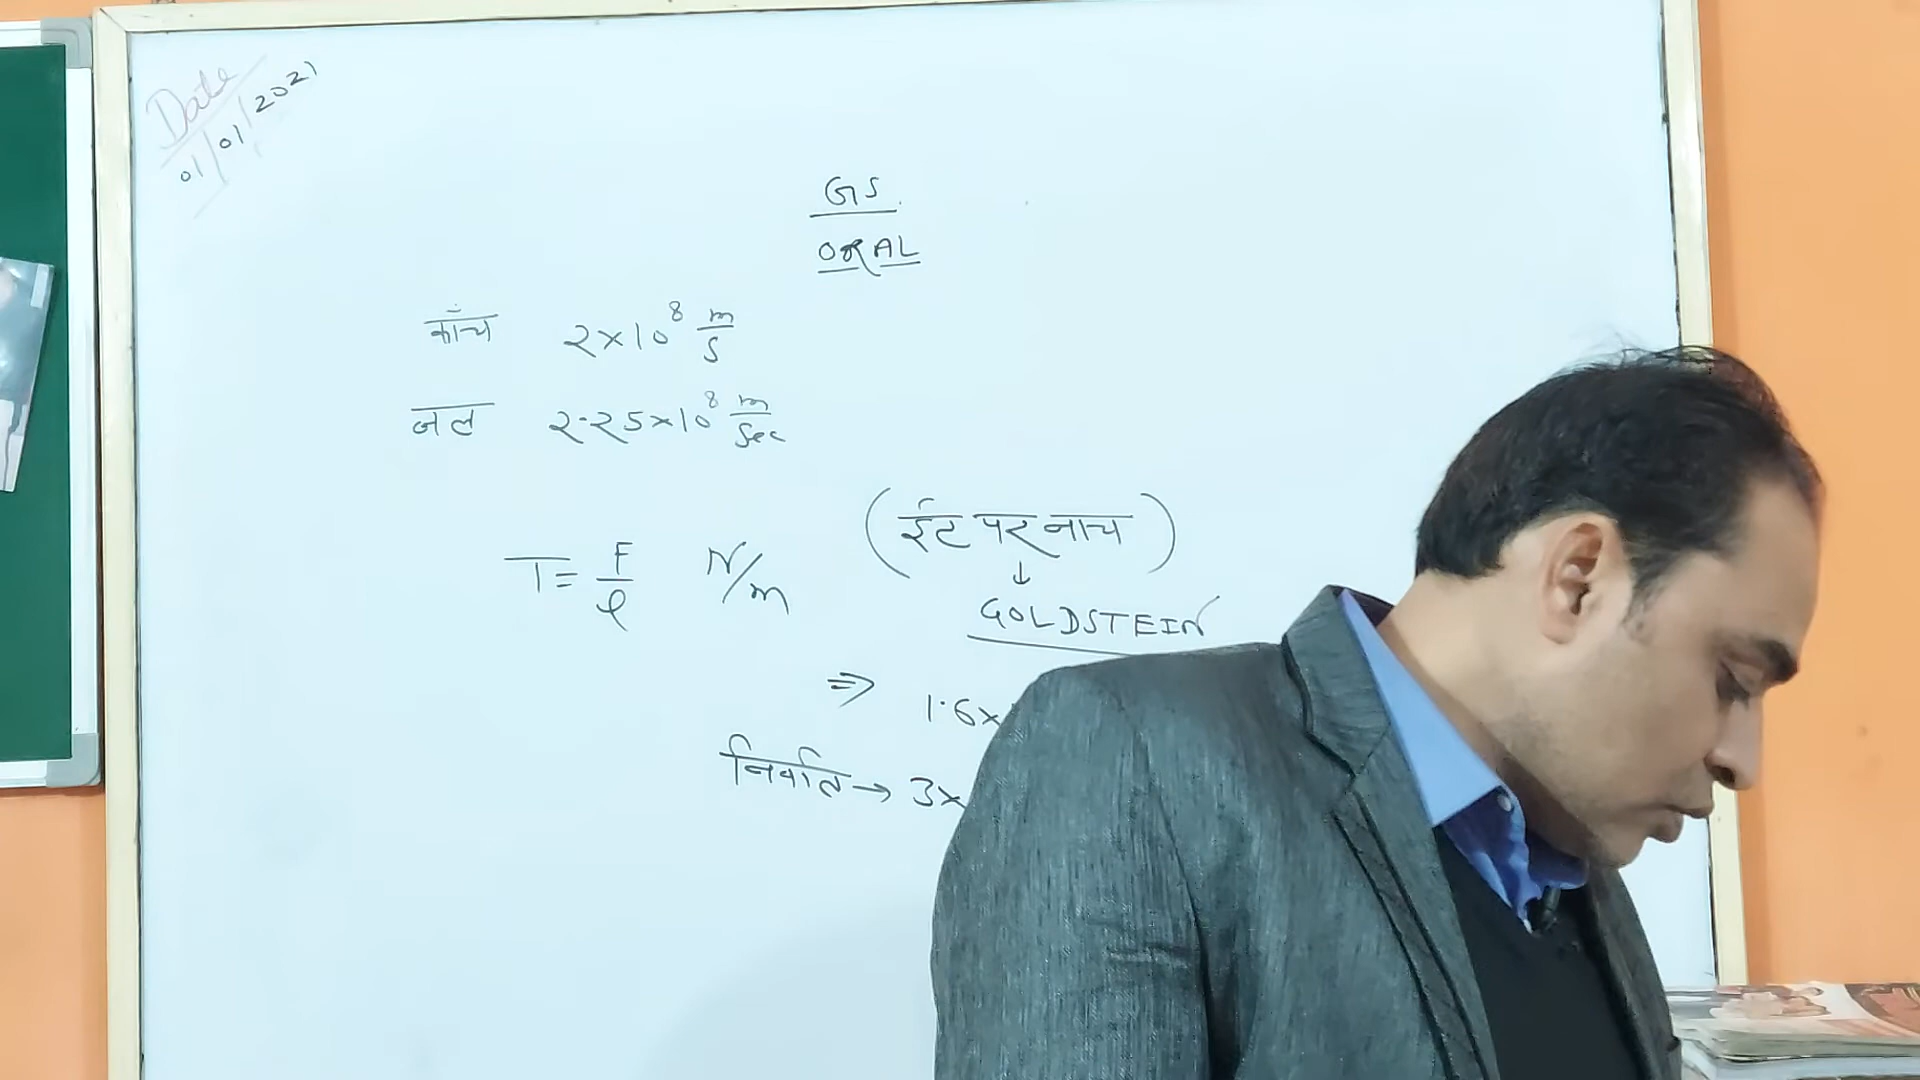 Date
01/01/2021
GS.
ORAL
काँच 2×10⁸ m/s
जल 2.25×10⁸ m/sec
(ईंट पर नाच)
↓
T = F/l N/m
GOLDSTEIN
⇒ 1.6×
निर्वात → 3×